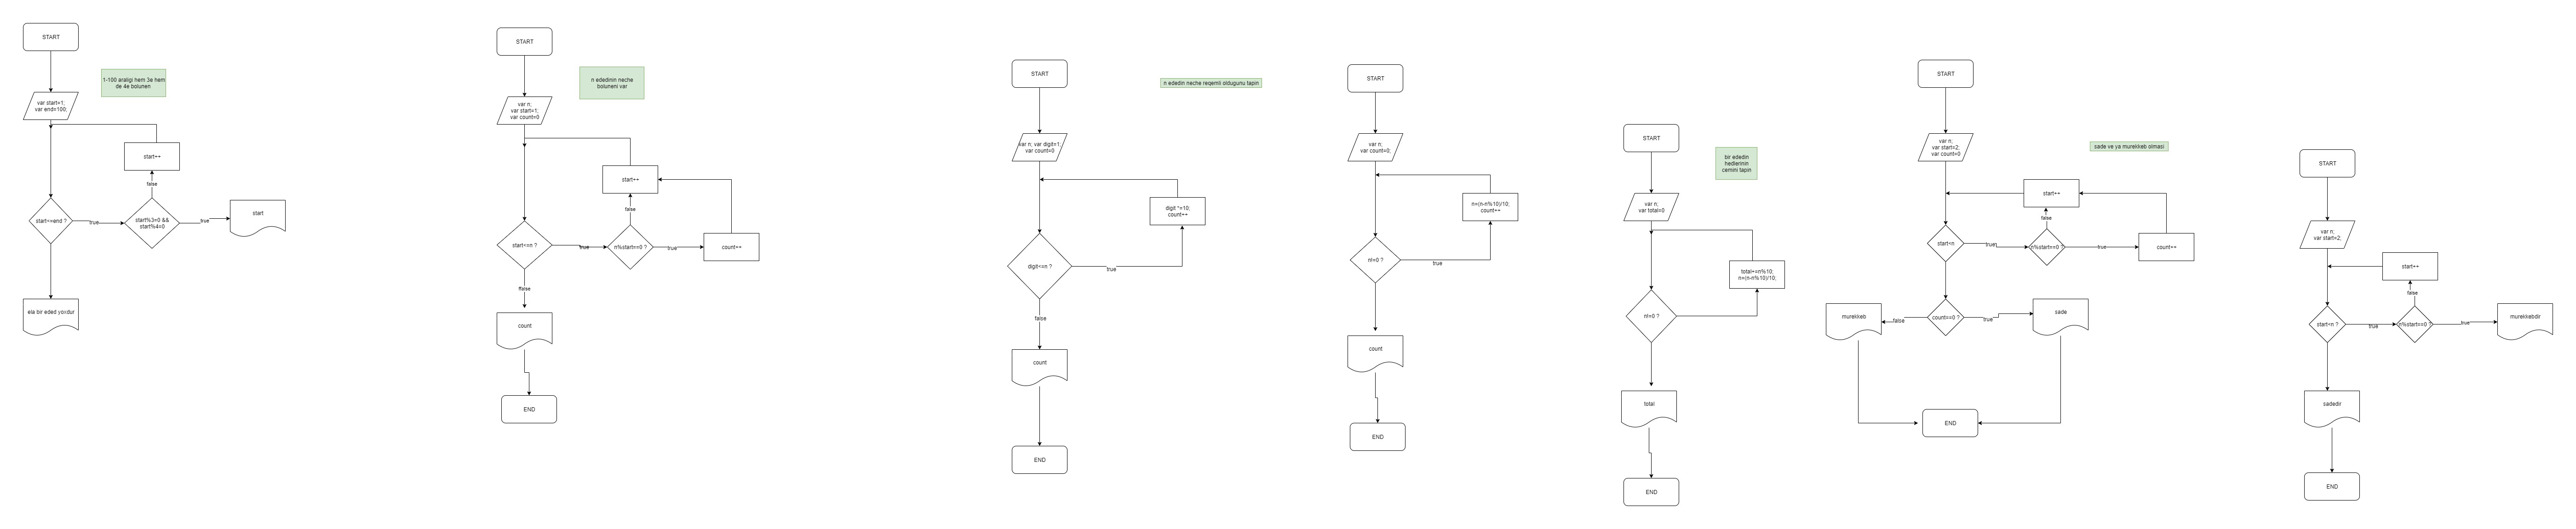 START
1-100 araligi hem 3e hem
de 4e bolunen
var start=1;
var end=100;
start++
false
start<=end ?
true
start%3=0 &&
start%4=0
true
start
ela bir eded yoxdur
START
n ededinin neche
boluneni var
var n;
var start=1;
var count=0
start++
false
start<=n ?
true
n%start==0 ?
true
count++
ffalse
count
END
START
n ededin neche reqemli oldugunu tapin
var n; var digit=1;
var count=0
digit *=10;
count++
digit<=n ?
true
false
count
END
START
var n;
var count=0;
n=(n-n%10)/10;
count++
n!=0 ?
true
count
END
START
bir ededin
hedlerinin
cemini tapin
var n;
var total=0
total+=n%10;
n=(n-n%10)/10;
n!=0 ?
total
END
START
sade ve ya murekkeb olmasi
var n;
var start=2;
var count=0
start++
false
start<n
true
n%start==0 ?
true
count++
murekkeb
false
count==0 ?
true
sade
END
START
var n;
var start=2;
start++
false
start<n ?
true
n%start==0 ?
true
murekkebdir
sadedir
END